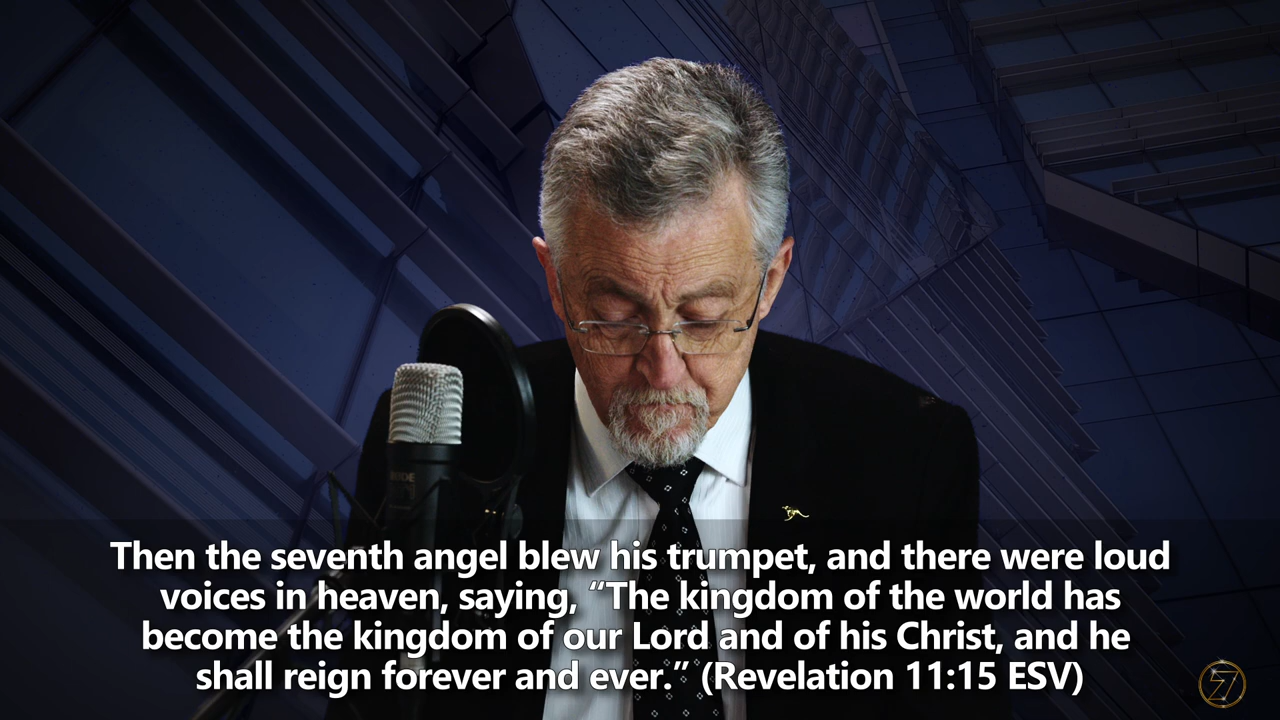 Then the seventh angel blew his trumpet, and there were loud
voices in heaven, saying, “The kingdom of the world has
become the kingdom of our Lord and of his Christ, and he
shall reign forever and ever.” (Revelation 11:15 ESV)